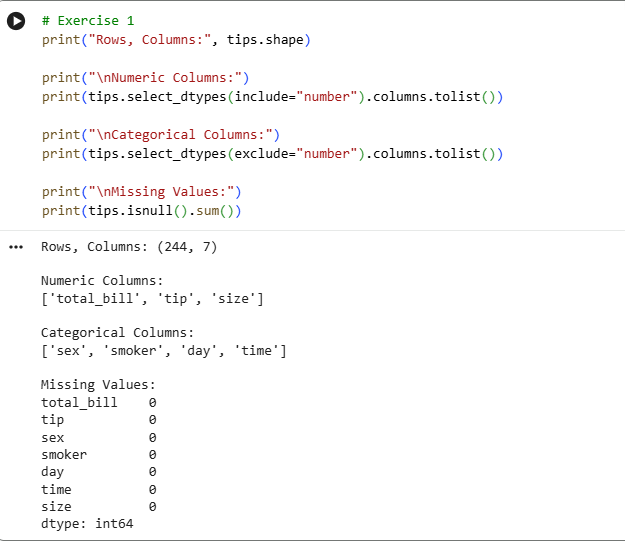 # Exercise 1
print("Rows, Columns:", tips.shape)
print("\nNumeric Columns:")
print(tips.select_dtypes(include="number").columns.tolist())
print("\nCategorical Columns:")
print(tips.select_dtypes(exclude="number").columns.tolist())
print("\nMissing Values:")
print(tips.isnull().sum())
Rows, Columns: (244, 7)
Numeric Columns:
['total_bill', 'tip', 'size']
Categorical Columns:
['sex', 'smoker', 'day', 'time']
Missing Values:
total_bill    0
tip           0
sex           0
smoker        0
day           0
time          0
size          0
dtype: int64